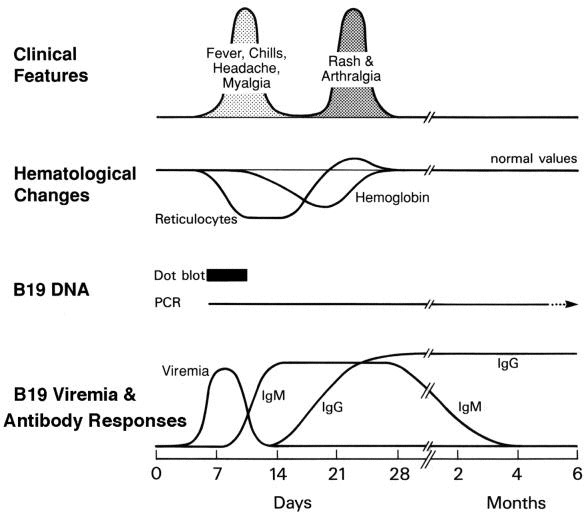 Clinical
Features
Fever, Chills,
Headache,
Myalgia
Rash &
Arthralgia
Hematological
Changes
normal values
Reticulocytes
Hemoglobin
B19 DNA
Dot blot
PCR
B19 Viremia &
Antibody Responses
Viremia
IgM
IgG
IgG
IgM
0 7 14 21 28 2 4 6
Days Months